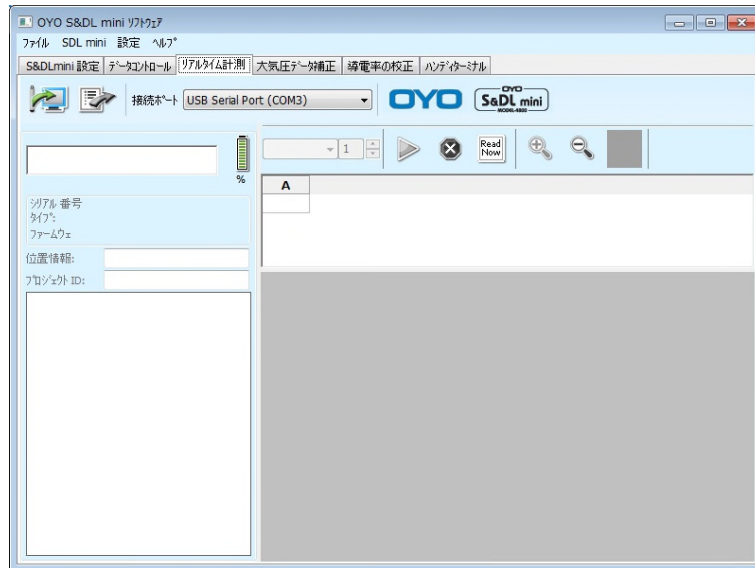 OYO S&DL mini ｿﾌﾄｳｪｱ
ﾌｧｲﾙ SDL mini 設定 ﾍﾙﾌﾟ
S&DLmini 設定 ﾃﾞｰﾀｺﾝﾄﾛｰﾙ ﾘｱﾙﾀｲﾑ計測 大気圧ﾃﾞｰﾀ補正 導電率の校正 ﾊﾝﾃﾞｨﾀｰﾐﾅﾙ
接続ﾎﾟｰﾄ USB Serial Port (COM3) OYO OYO S&DL mini MODEL-4800
1 Read Now
%
A
ｼﾘｱﾙ 番号
ﾀｲﾌﾟ:
ﾌｧｰﾑｳｪ
位置情報:
ﾌﾟﾛｼﾞｪｸﾄ ID: